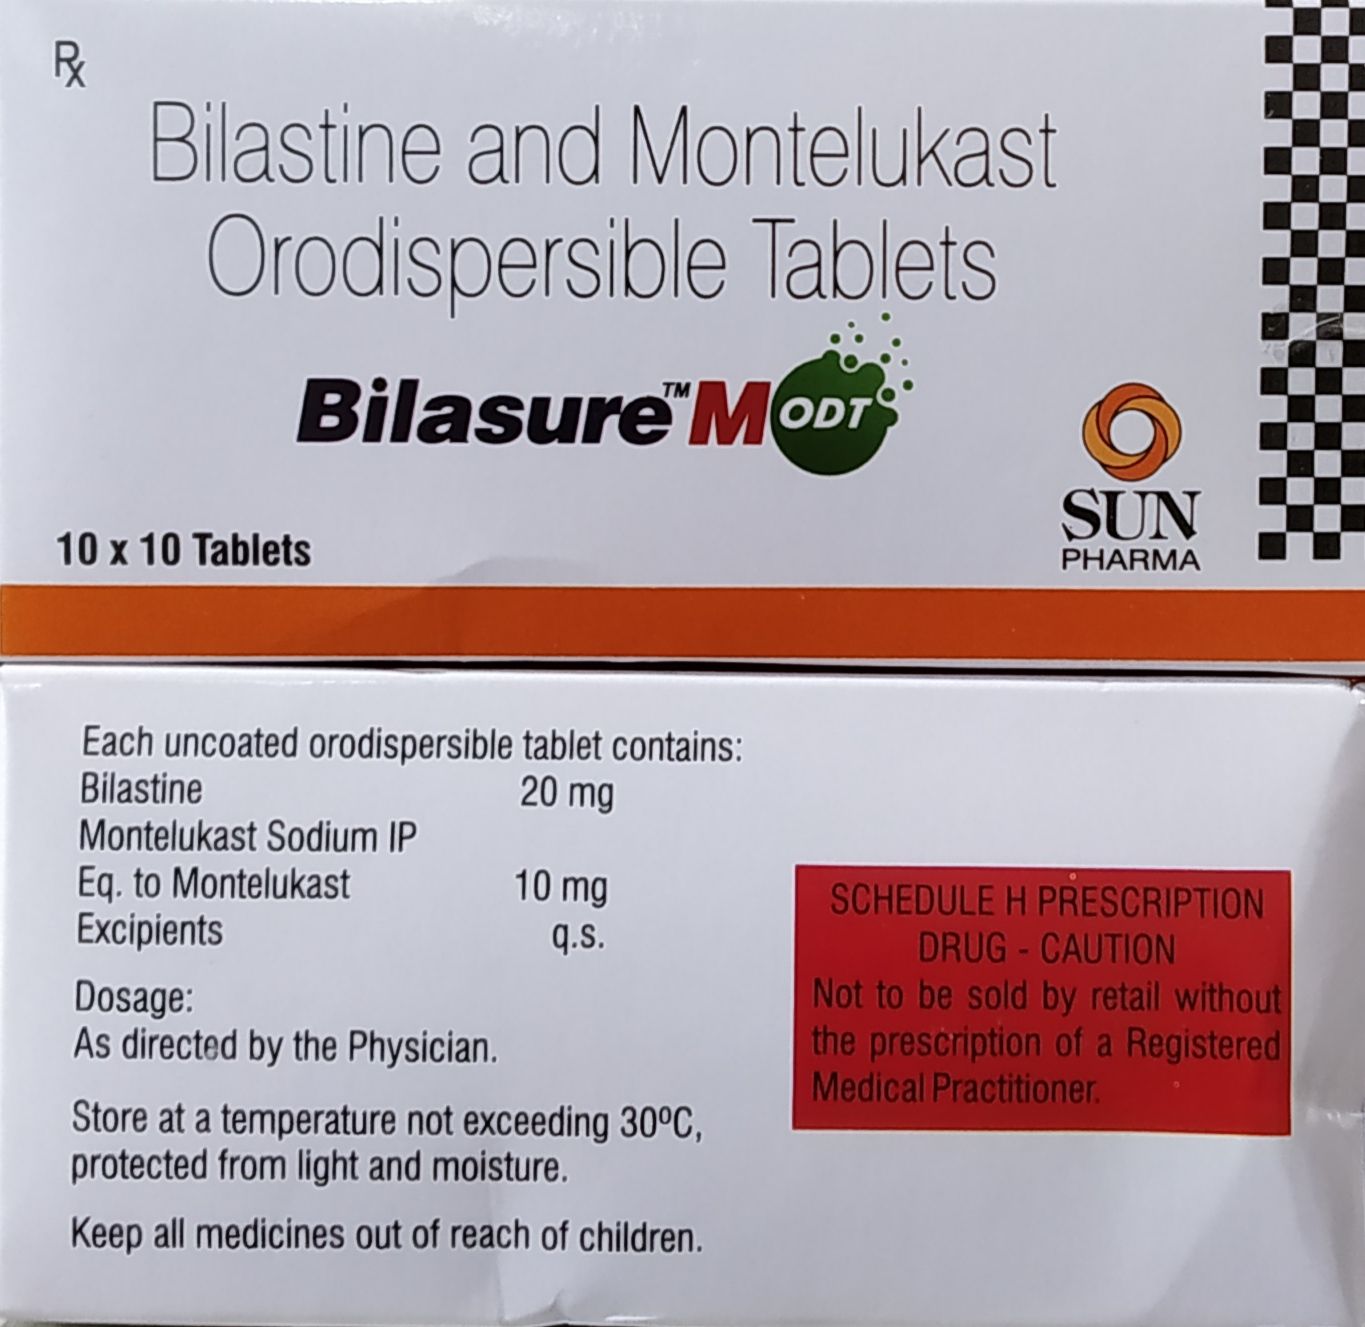 Rx
Bilastine and Montelukast
Orodispersible Tablets
Bilasure™ M ODT
SUN
PHARMA
10 x 10 Tablets
Each uncoated orodispersible tablet contains:
Bilastine 20 mg
Montelukast Sodium IP
Eq. to Montelukast 10 mg
Excipients q.s.
Dosage:
As directed by the Physician.
Store at a temperature not exceeding 30ºC,
protected from light and moisture.
Keep all medicines out of reach of children.
SCHEDULE H PRESCRIPTION
DRUG - CAUTION
Not to be sold by retail without
the prescription of a Registered
Medical Practitioner.